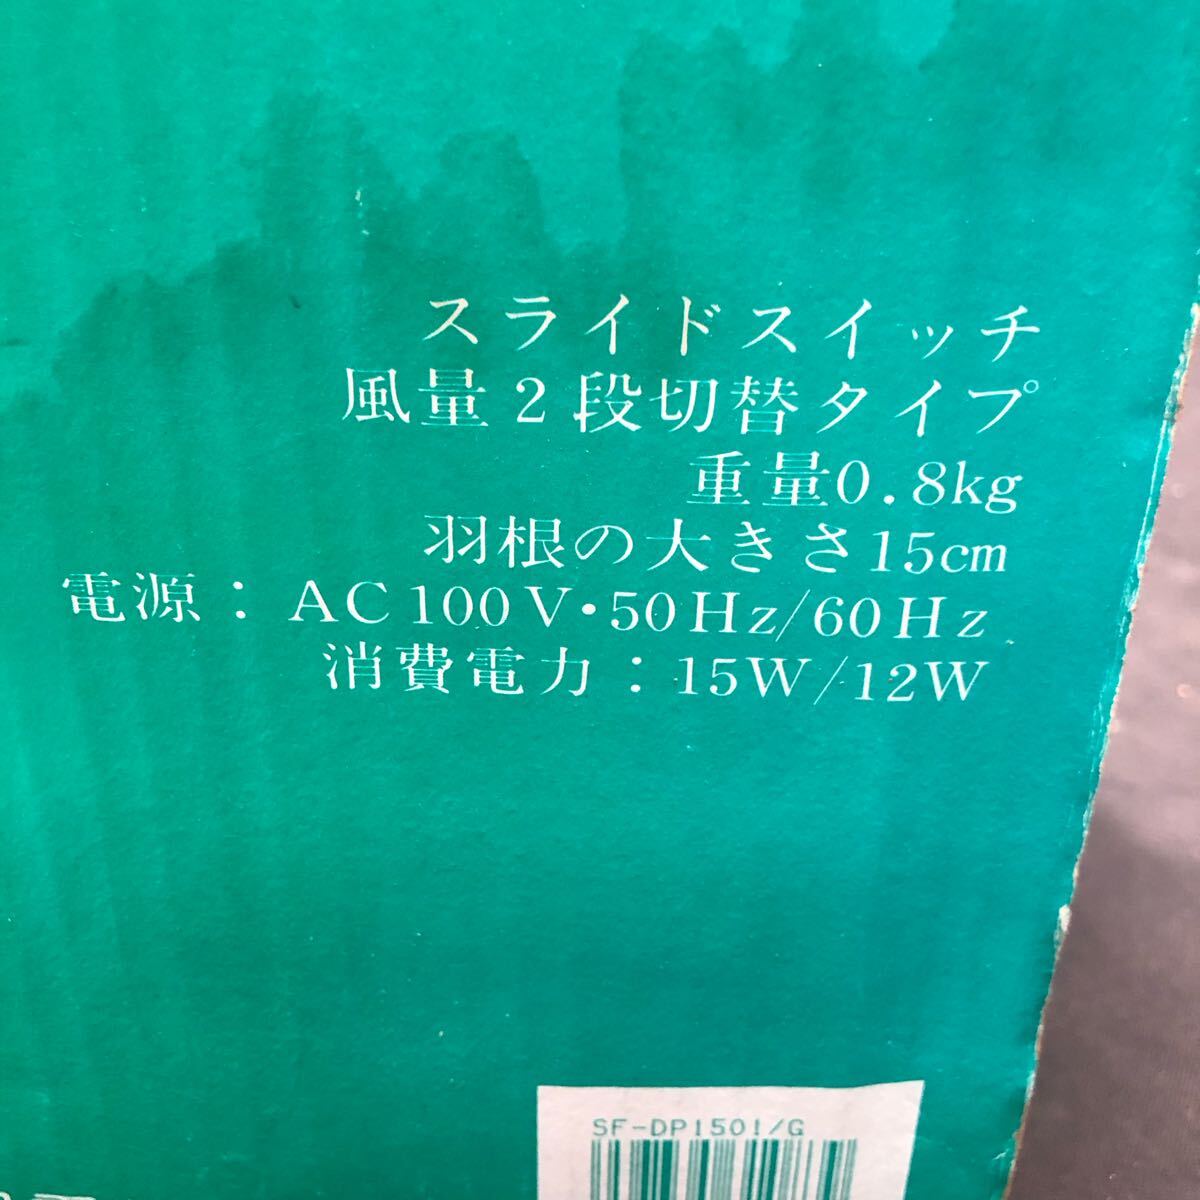 スライドスイッチ
風量2段切替タイプ
重量0.8kg
羽根の大きさ15cm
電源：AC100V・50Hz/60Hz
消費電力：15W/12W
SF-DP1501/G